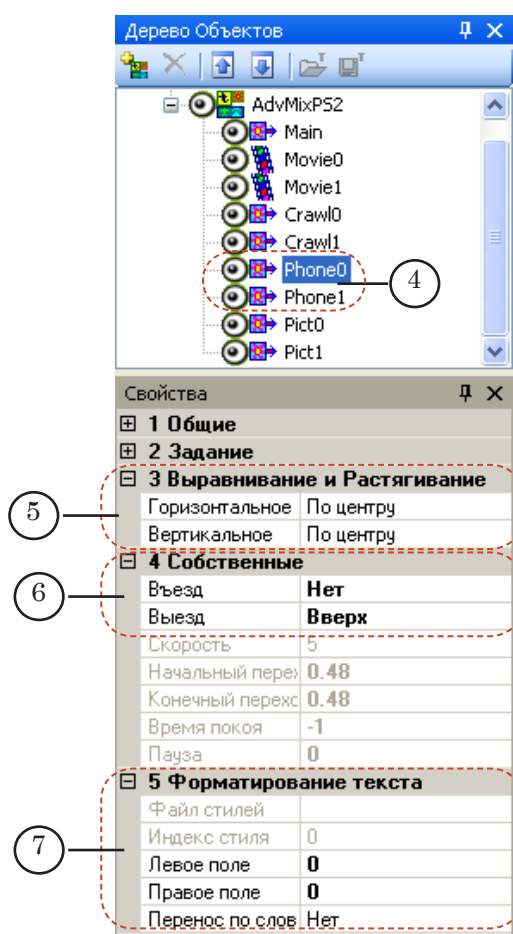 Дерево Объектов
AdvMixPS2
Main
Movie0
Movie1
Crawl0
Crawl1
Phone0
4
Phone1
Pict0
Pict1
Свойства
1 Общие
2 Задание
3 Выравнивание и Растягивание
5
Горизонтальное По центру
Вертикальное По центру
4 Собственные
6
Въезд Нет
Выезд Вверх
Скорость 5
Начальный перех 0.48
Конечный перехс 0.48
Время покоя -1
Пауза 0
5 Форматирование текста
Файл стилей
Индекс стиля 0
7
Левое поле 0
Правое поле 0
Перенос по слов Нет